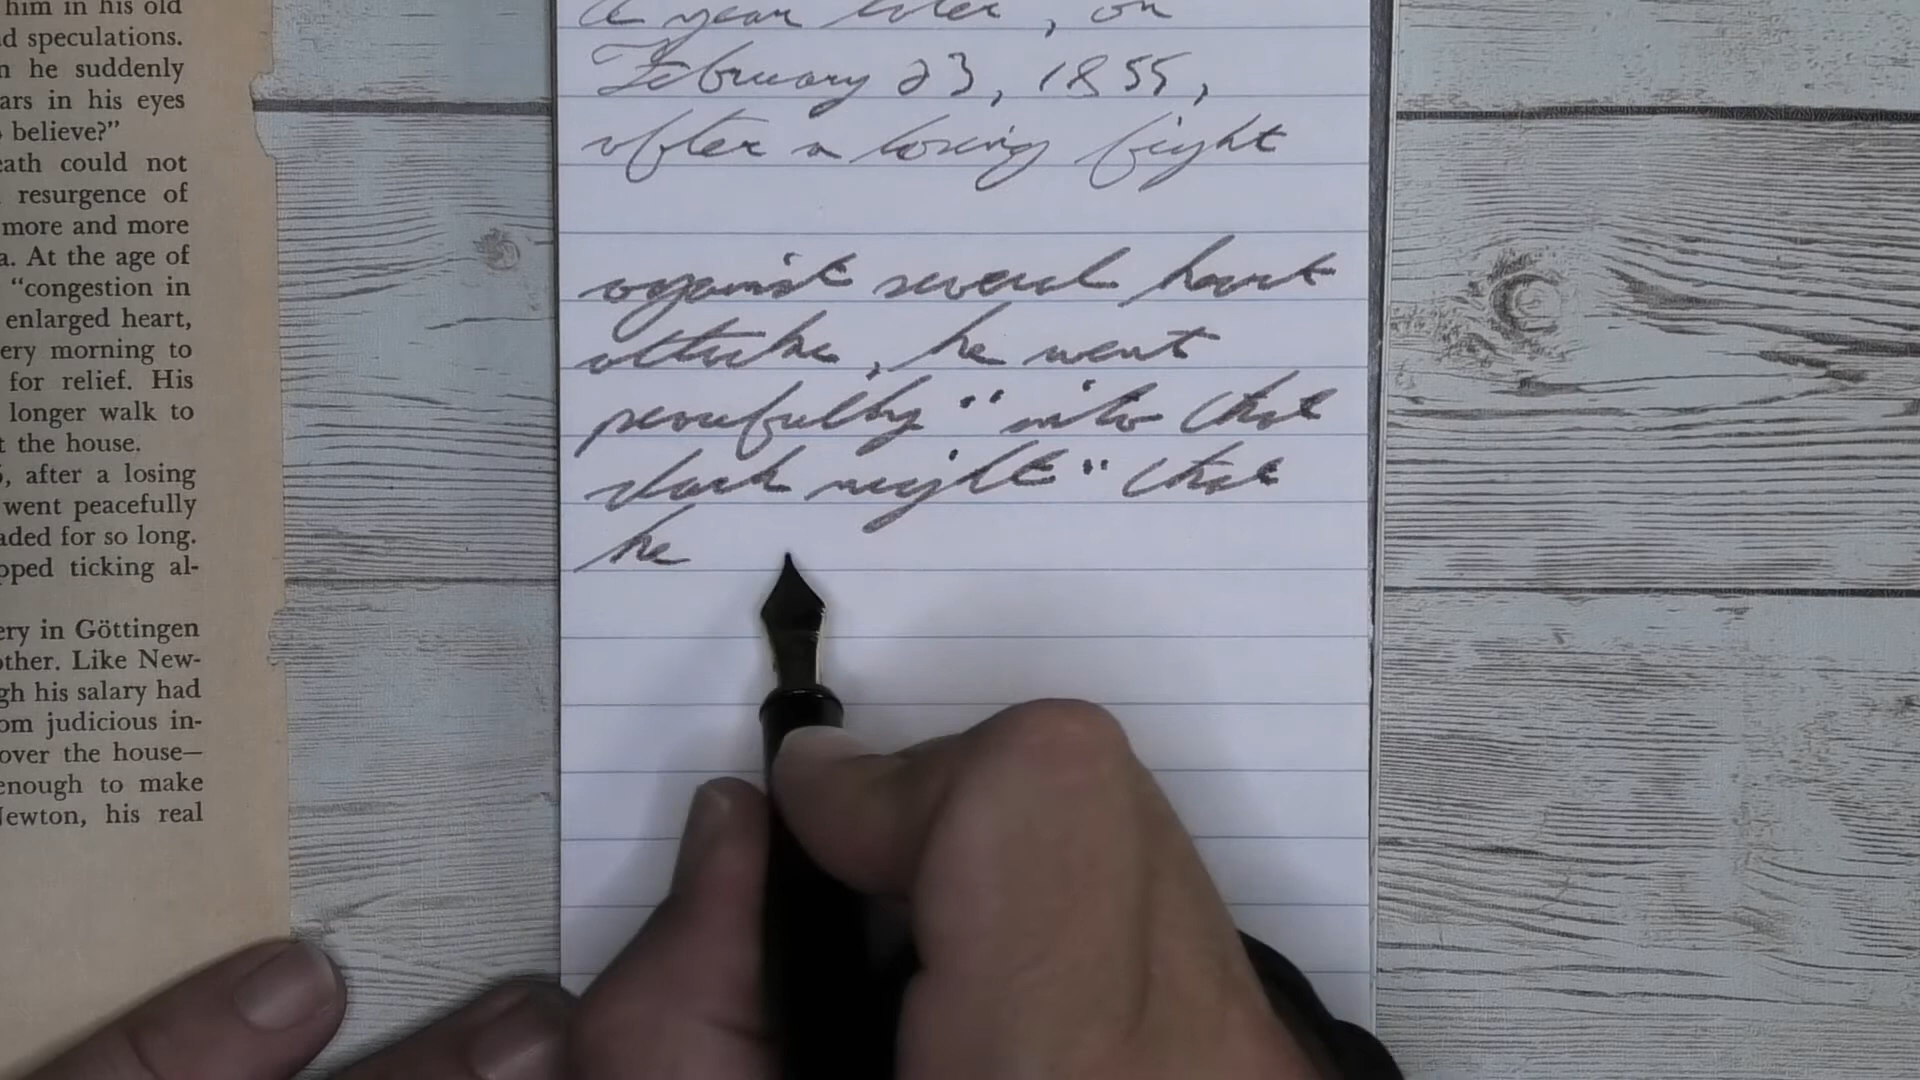 him in his old
d speculations.
n he suddenly
ars in his eyes
believe?”
eath could not
resurgence of
more and more
a. At the age of
“congestion in
enlarged heart,
ery morning to
for relief. His
longer walk to
t the house.
, after a losing
went peacefully
aded for so long.
pped ticking al-
ery in Göttingen
other. Like New-
gh his salary had
om judicious in-
over the house—
enough to make
Newton, his real
A year later, on
February 23, 1855,
after a losing fight
against several heart
attacks, he went
peacefully "into that
dark night" that
he